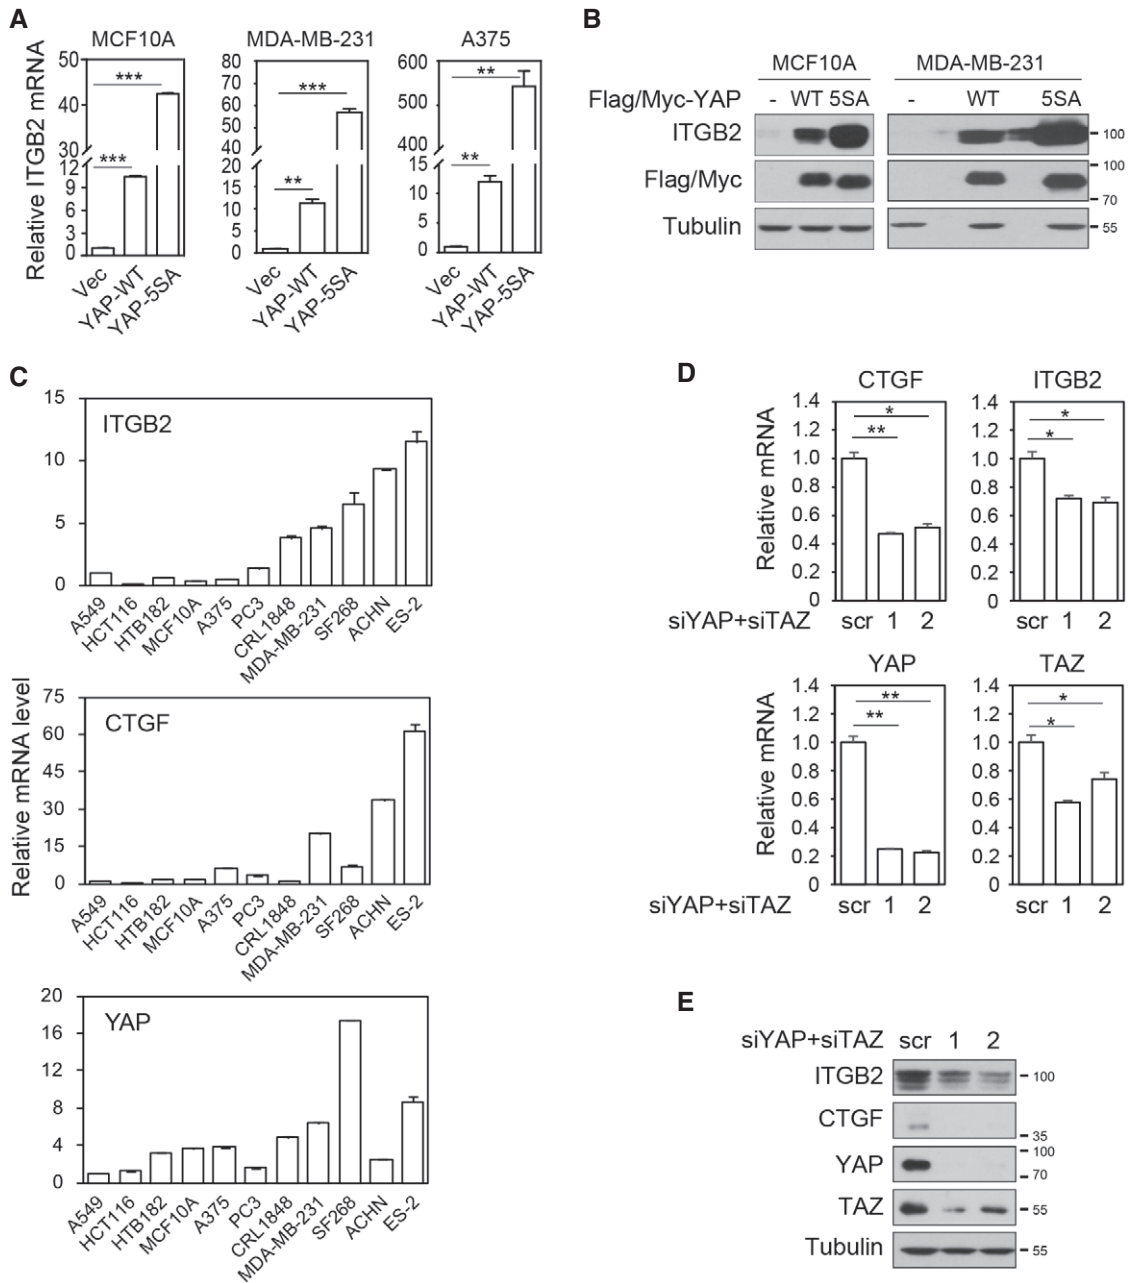 A
MCF10A
MDA-MB-231
A375
Relative ITGB2 mRNA
50
40
30
12
9
6
3
0
***
***
80
70
60
50
40
20
15
10
5
0
***
**
600
500
400
15
10
5
0
**
**
Vec
YAP-WT
YAP-5SA
Vec
YAP-WT
YAP-5SA
Vec
YAP-WT
YAP-5SA
B
MCF10A
MDA-MB-231
Flag/Myc-YAP - WT 5SA - WT 5SA
ITGB2
100
Flag/Myc
100
70
Tubulin
55
C
Relative mRNA level
ITGB2
15
10
5
0
A549
HCT116
HTB182
MCF10A
A375
PC3
CRL1848
MDA-MB-231
SF268
ACHN
ES-2
CTGF
75
60
45
30
15
0
A549
HCT116
HTB182
MCF10A
A375
PC3
CRL1848
MDA-MB-231
SF268
ACHN
ES-2
YAP
20
16
12
8
4
0
A549
HCT116
HTB182
MCF10A
A375
PC3
CRL1848
MDA-MB-231
SF268
ACHN
ES-2
D
CTGF
Relative mRNA
1.4
1.2
1.0
0.8
0.6
0.4
0.2
0
*
**
ITGB2
1.4
1.2
1.0
0.8
0.6
0.4
0.2
0
*
*
siYAP+siTAZ scr 1 2 scr 1 2
YAP
Relative mRNA
1.4
1.2
1.0
0.8
0.6
0.4
0.2
0
**
**
TAZ
1.4
1.2
1.0
0.8
0.6
0.4
0.2
0
*
*
siYAP+siTAZ scr 1 2 scr 1 2
E
siYAP+siTAZ scr 1 2
ITGB2
100
CTGF
35
YAP
100
70
TAZ
55
Tubulin
55